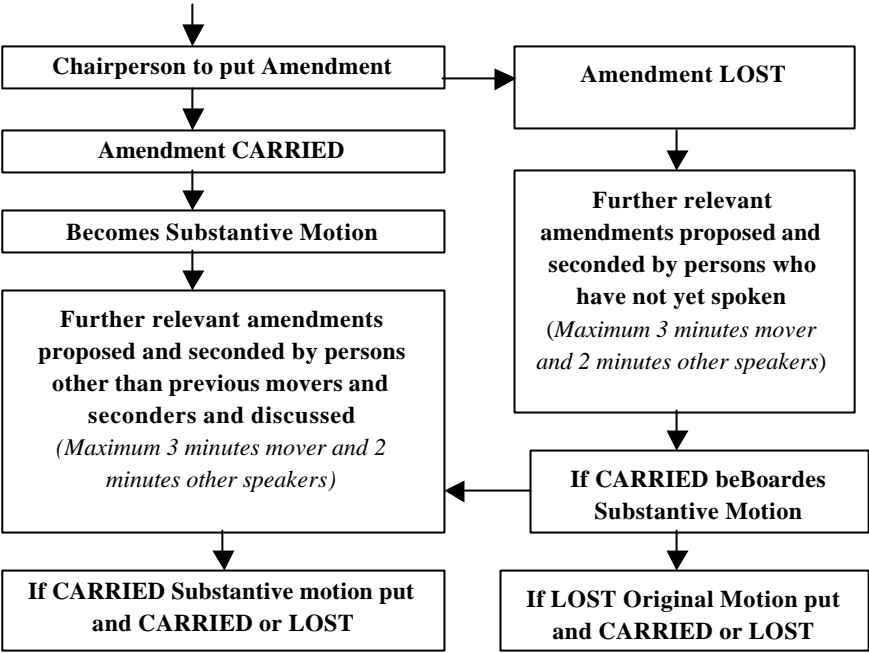 Chairperson to put Amendment
Amendment LOST
Amendment CARRIED
Becomes Substantive Motion
Further relevant
amendments proposed and
seconded by persons who
have not yet spoken
(Maximum 3 minutes mover
and 2 minutes other speakers)
Further relevant amendments
proposed and seconded by persons
other than previous movers and
seconders and discussed
(Maximum 3 minutes mover and 2
minutes other speakers)
If CARRIED beBoardes
Substantive Motion
If CARRIED Substantive motion put
and CARRIED or LOST
If LOST Original Motion put
and CARRIED or LOST